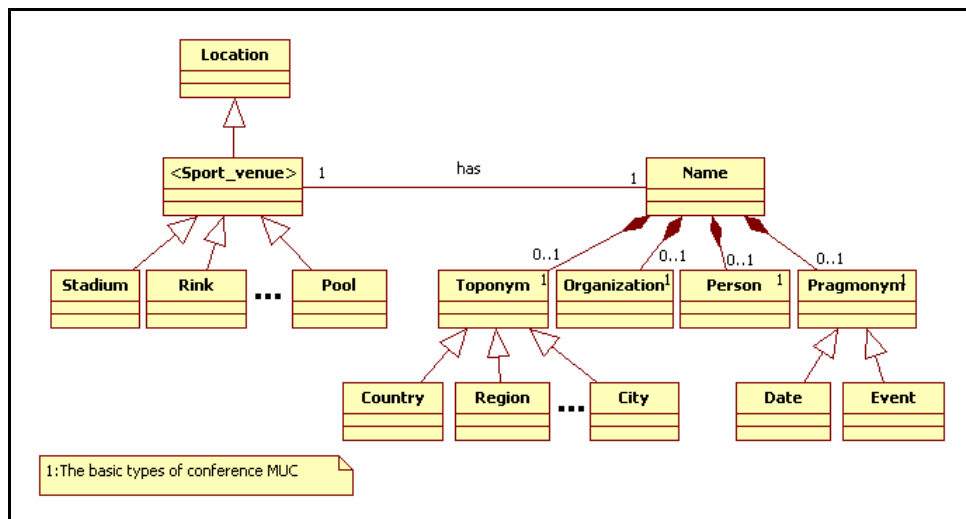 Location
<Sport_venue>
1
has
1
Name
0..1
0..1
0..1
0..1
Stadium
Rink
...
Pool
Toponym 1
Organization 1
Person 1
Pragmonym 1
Country
Region
...
City
Date
Event
1:The basic types of conference MUC